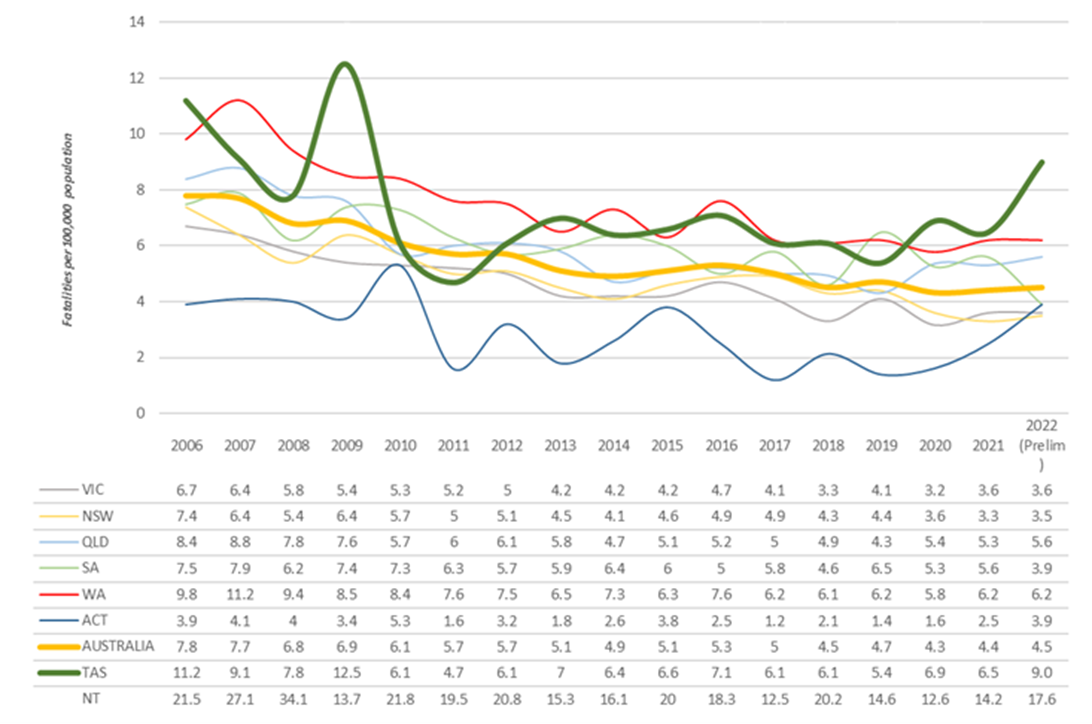 14
12
10
8
6
4
2
0
Fatalities per 100,000 population
2006 2007 2008 2009 2010 2011 2012 2013 2014 2015 2016 2017 2018 2019 2020 2021 2022
(Prelim
)
VIC 6.7 6.4 5.8 5.4 5.3 5.2 5 4.2 4.2 4.2 4.7 4.1 3.3 4.1 3.2 3.6 3.6
NSW 7.4 6.4 5.4 6.4 5.7 5 5.1 4.5 4.1 4.6 4.9 4.9 4.3 4.4 3.6 3.3 3.5
QLD 8.4 8.8 7.8 7.6 5.7 6 6.1 5.8 4.7 5.1 5.2 5 4.9 4.3 5.4 5.3 5.6
SA 7.5 7.9 6.2 7.4 7.3 6.3 5.7 5.9 6.4 6 5 5.8 4.6 6.5 5.3 5.6 3.9
WA 9.8 11.2 9.4 8.5 8.4 7.6 7.5 6.5 7.3 6.3 7.6 6.2 6.1 6.2 5.8 6.2 6.2
ACT 3.9 4.1 4 3.4 5.3 1.6 3.2 1.8 2.6 3.8 2.5 1.2 2.1 1.4 1.6 2.5 3.9
AUSTRALIA 7.8 7.7 6.8 6.9 6.1 5.7 5.7 5.1 4.9 5.1 5.3 5 4.5 4.7 4.3 4.4 4.5
TAS 11.2 9.1 7.8 12.5 6.1 4.7 6.1 7 6.4 6.6 7.1 6.1 6.1 5.4 6.9 6.5 9.0
NT 21.5 27.1 34.1 13.7 21.8 19.5 20.8 15.3 16.1 20 18.3 12.5 20.2 14.6 12.6 14.2 17.6